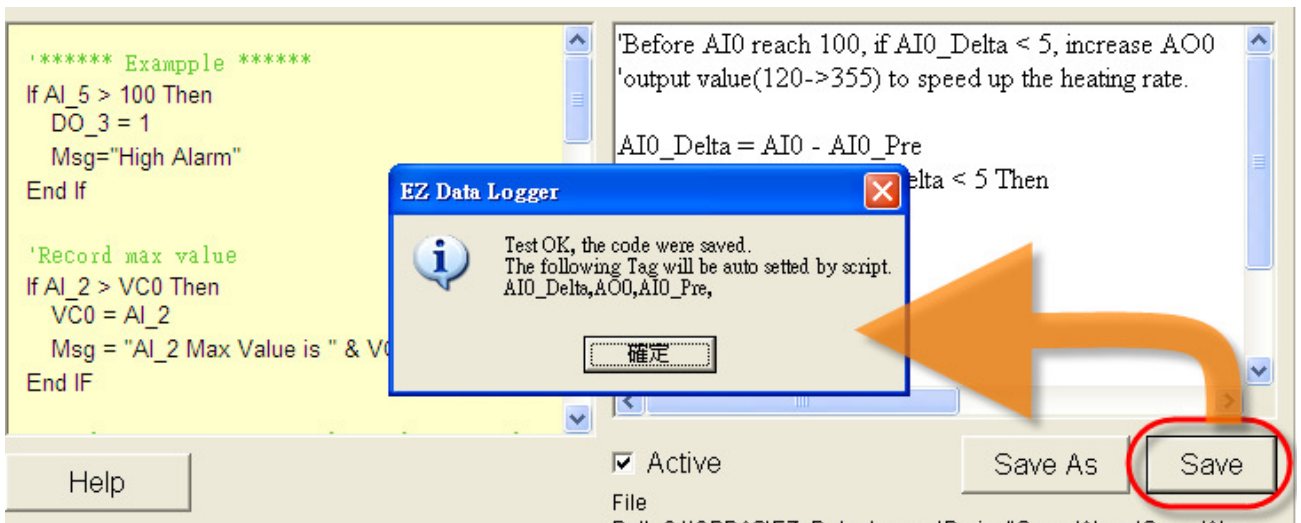 '****** Exampple ******
If AI_5 > 100 Then
DO_3 = 1
Msg="High Alarm"
End If
'Record max value
If AI_2 > VC0 Then
VC0 = AI_2
Msg = "AI_2 Max Value is " &
End IF
Help
'Before AI0 reach 100, if AI0_Delta < 5, increase AO0
'output value(120->355) to speed up the heating rate.
AI0_Delta = AI0 - AI0_Pre
< 5 Then
EZ Data Logger
Test OK, the code were saved.
The following Tag will be auto setted by script.
AI0_Delta,AO0,AI0_Pre,
確定
Active
Save As
Save
File